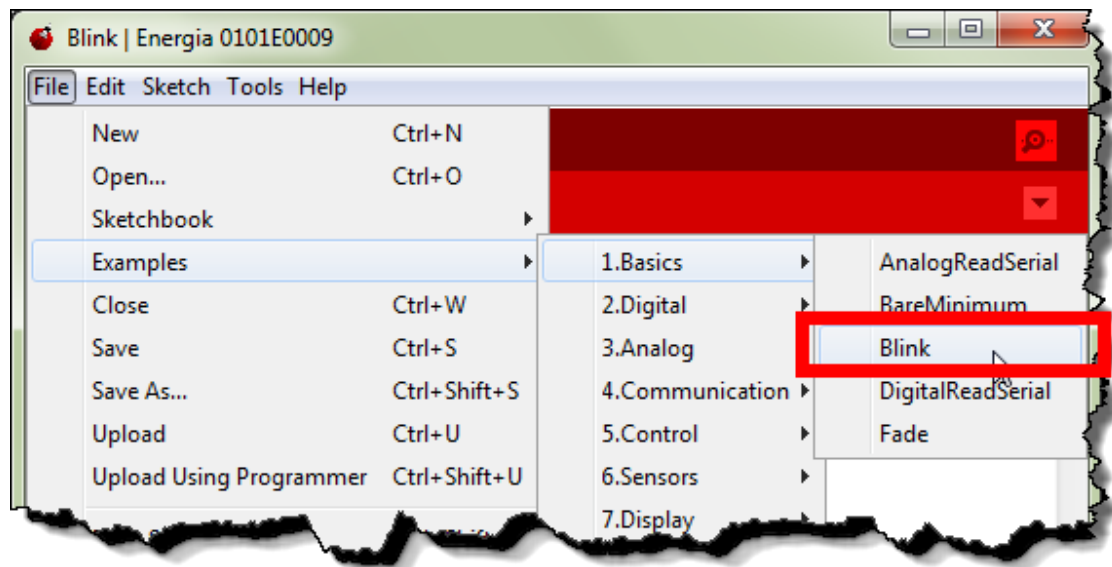 Blink | Energia 0101E0009
File Edit Sketch Tools Help
New Ctrl+N
Open... Ctrl+O
Sketchbook
Examples 1.Basics AnalogReadSerial
Close Ctrl+W 2.Digital BareMinimum
Save Ctrl+S 3.Analog Blink
Save As... Ctrl+Shift+S 4.Communication DigitalReadSerial
Upload Ctrl+U 5.Control Fade
Upload Using Programmer Ctrl+Shift+U 6.Sensors
7.Display